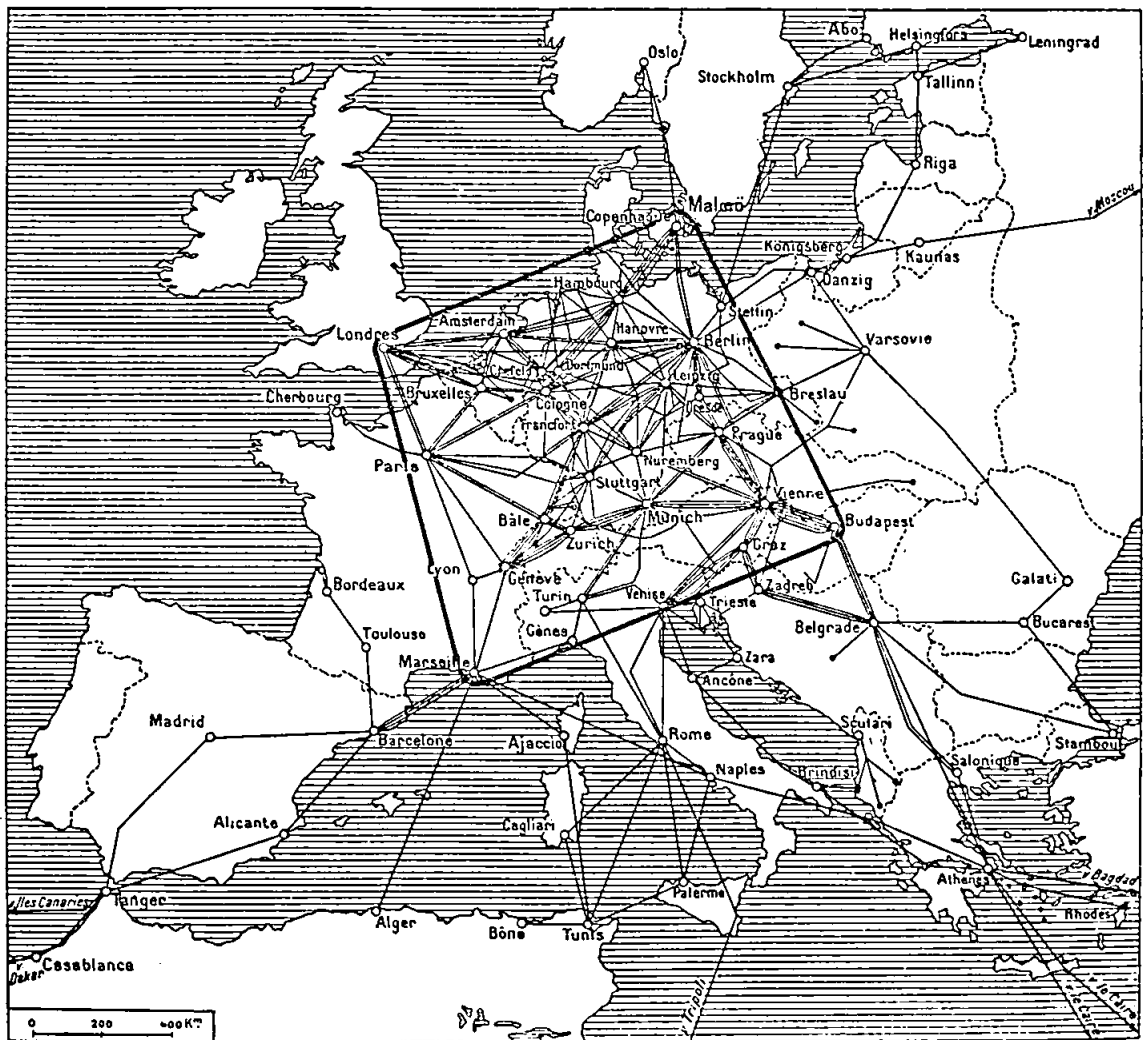 Oslo
Abo
Helsingfors
Leningrad
Stockholm
Tallinn
Riga
v. Moscou
Malmö
Copenhague
Königsberg
Kaunas
Danzig
Hambourg
Stettin
Amsterdam
Hanovre
Berlin
Londres
Varsovie
Crefeld
Dortmund
Leipzig
Bruxelles
Cologne
Dresde
Breslau
Cherbourg
Francfort
Prague
Paris
Nuremberg
Stuttgart
Vienne
Bâle
Munich
Budapest
Zurich
Graz
Lyon
Genève
Zagreb
Galati
Bordeaux
Turin
Venise
Trieste
Belgrade
Bucarest
Gênes
Toulouse
Marseille
Zara
Ancône
Madrid
Barcelone
Ajaccio
Rome
Scutari
Stamboul
Naples
Salonique
Brindisi
Alicante
Cagliari
Athènes
v. Bagdad
Palerme
v. Iles Canaries
Tanger
Rhodes
Alger
Bône
Tunis
Casablanca
v. Dakar
v. Tripoli
v. le Caire
v. le Caire
0 200 400 Km